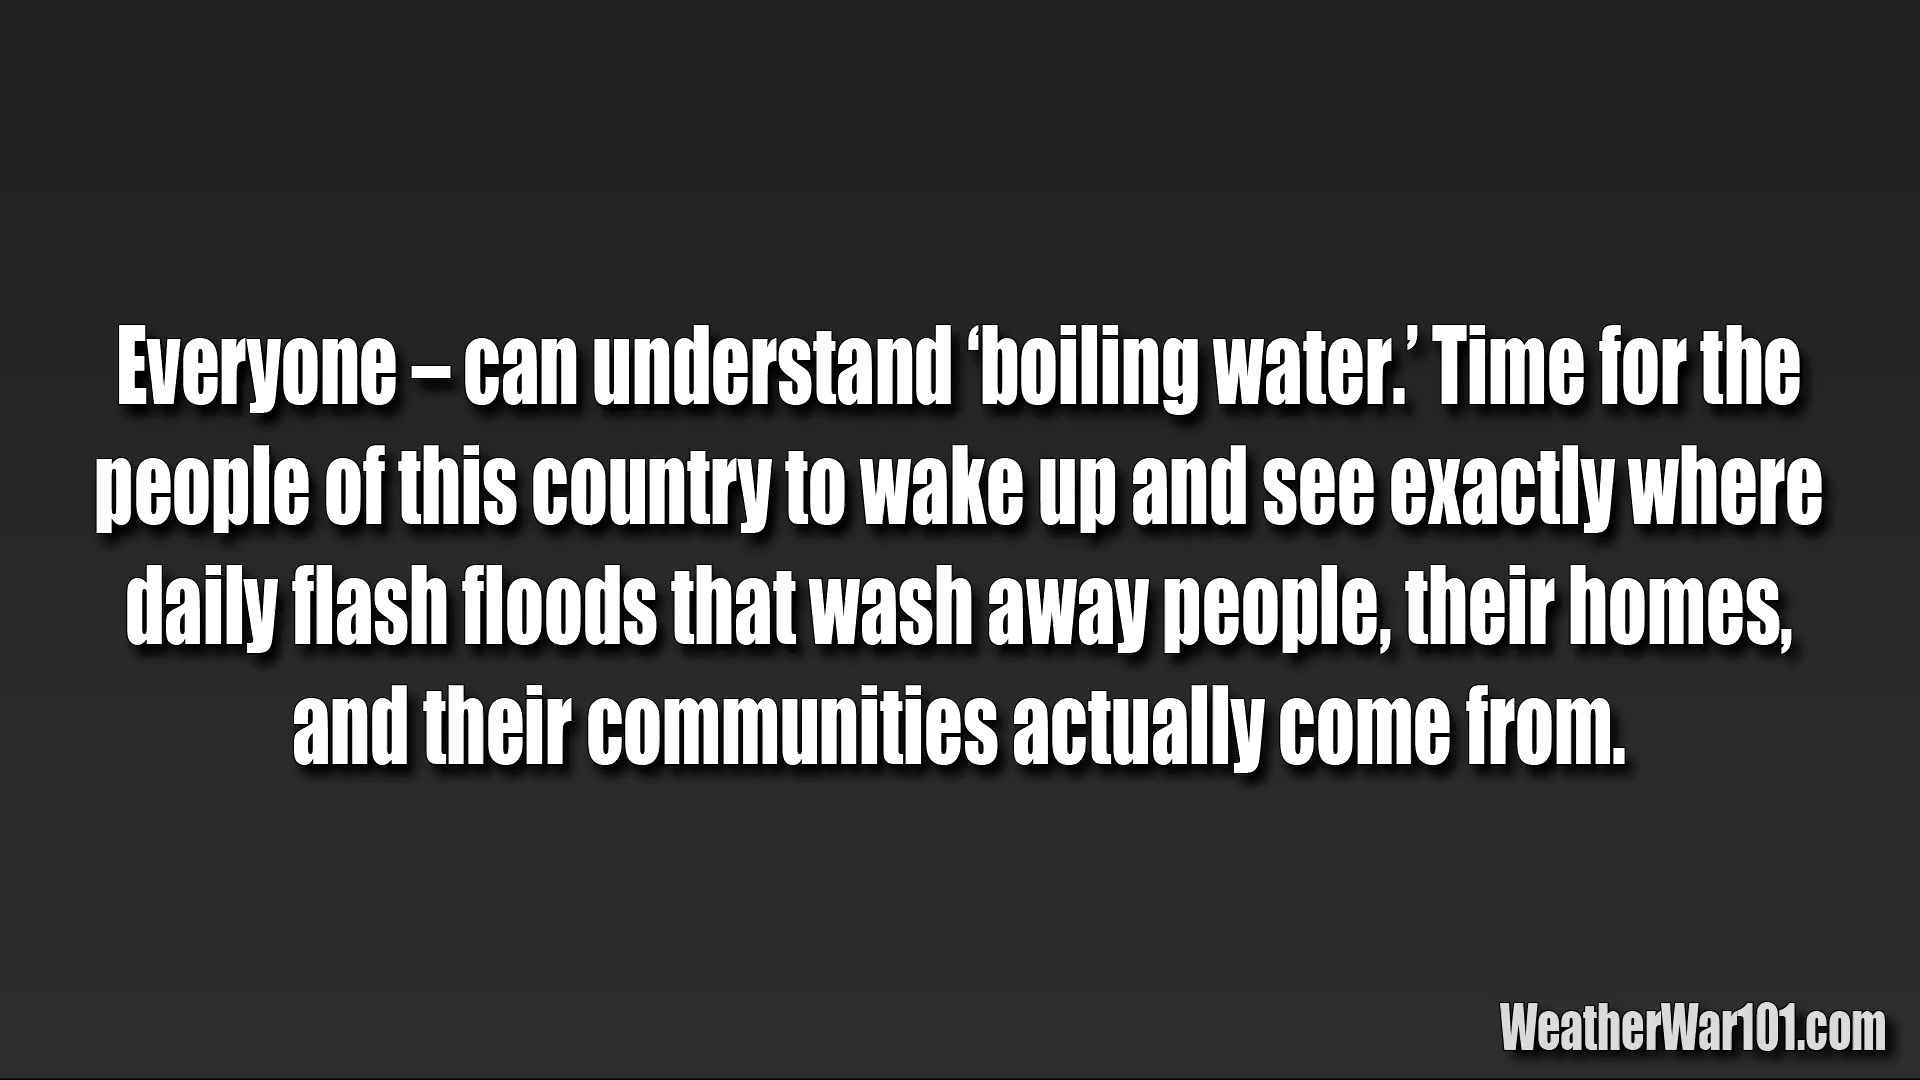 Everyone – can understand ‘boiling water.’ Time for the
people of this country to wake up and see exactly where
daily flash floods that wash away people, their homes,
and their communities actually come from.
WeatherWar101.com